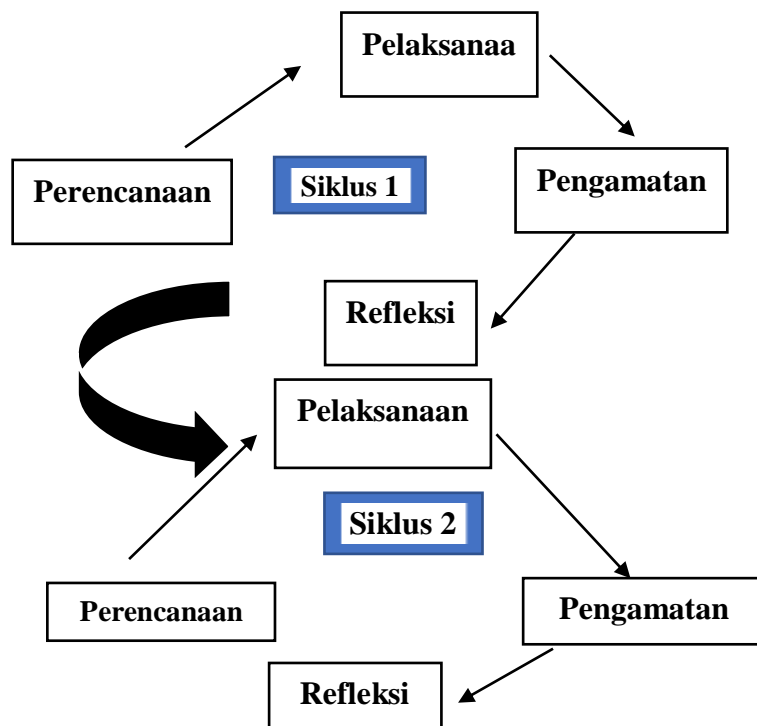 Pelaksanaa
Perencanaan
Siklus 1
Pengamatan
Refleksi
Pelaksanaan
Siklus 2
Perencanaan
Pengamatan
Refleksi